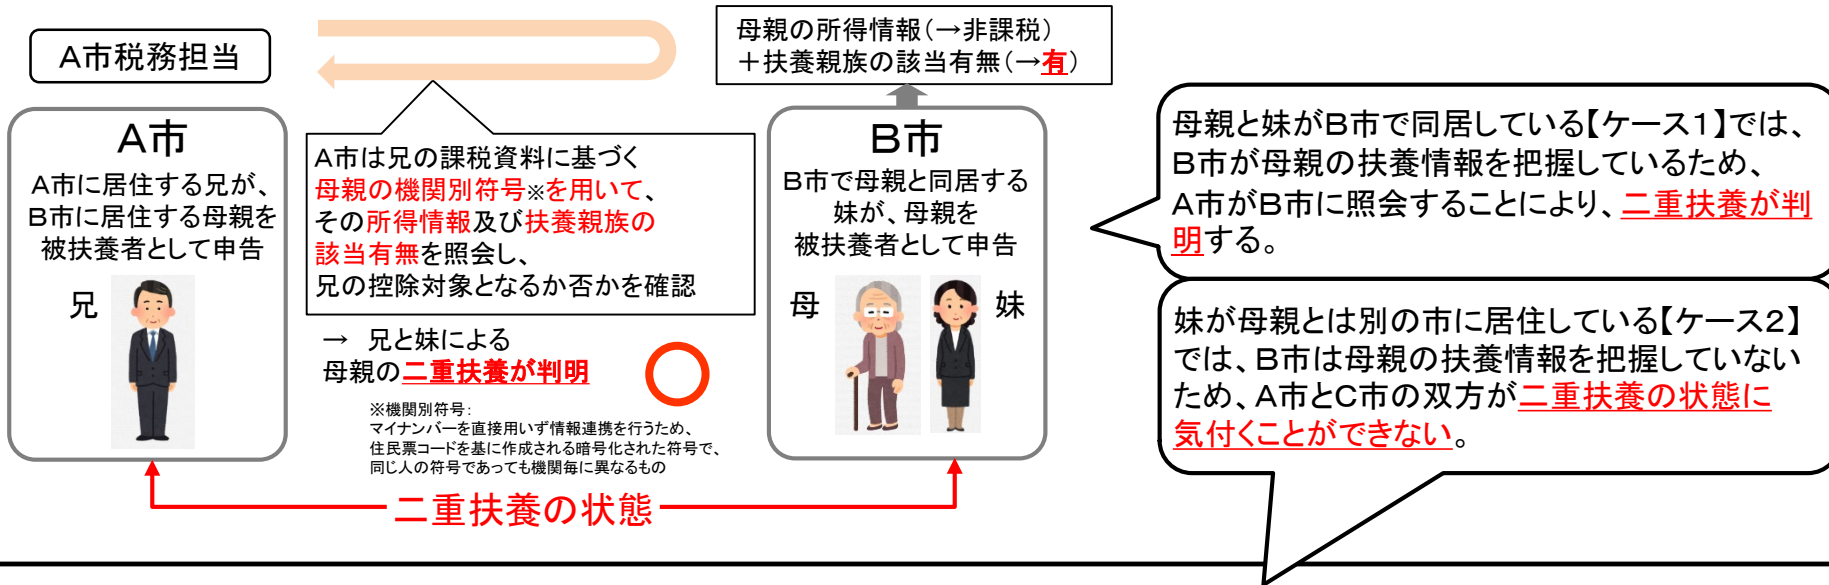 A市税務担当
母親の所得情報(→非課税)
+扶養親族の該当有無(→有)
A市
A市に居住する兄が、
B市に居住する母親を
被扶養者として申告
兄
A市は兄の課税資料に基づく
母親の機関別符号※を用いて、
その所得情報及び扶養親族の
該当有無を照会し、
兄の控除対象となるか否かを確認
→ 兄と妹による
母親の二重扶養が判明
※機関別符号:
マイナンバーを直接用いず情報連携を行うため、
住民票コードを基に作成される暗号化された符号で、
同じ人の符号であっても機関毎に異なるもの
B市
B市で母親と同居する
妹が、母親を
被扶養者として申告
母
妹
二重扶養の状態
母親と妹がB市で同居している【ケース1】では、
B市が母親の扶養情報を把握しているため、
A市がB市に照会することにより、二重扶養が判
明する。
妹が母親とは別の市に居住している【ケース2】
では、B市は母親の扶養情報を把握していない
ため、A市とC市の双方が二重扶養の状態に
気付くことができない。